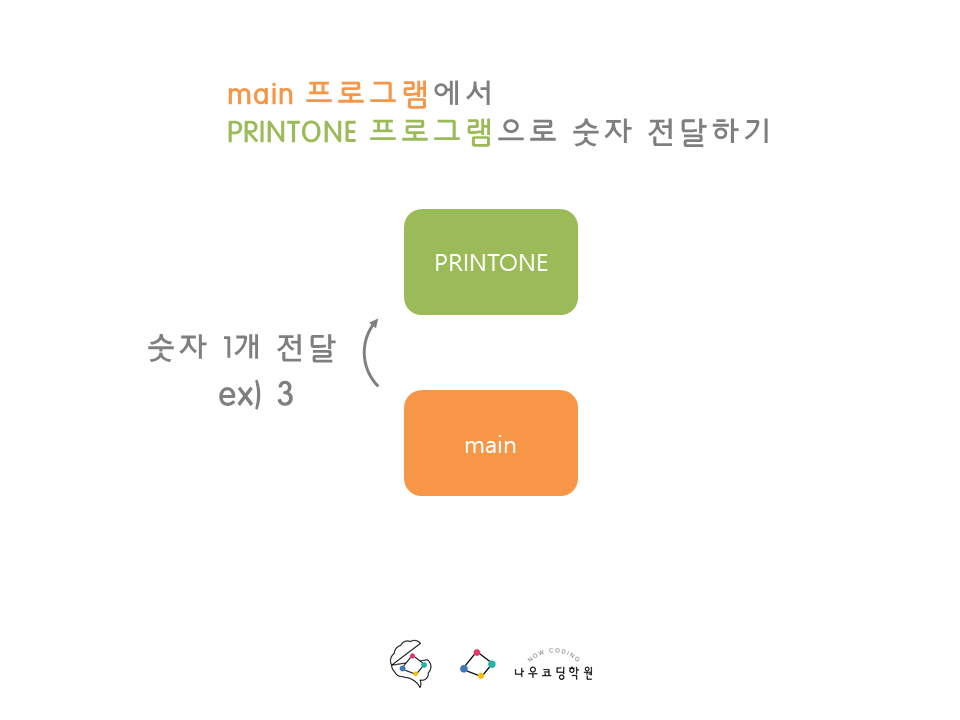 main 프로그램에서
PRINTONE 프로그램으로 숫자 전달하기
PRINTONE
숫자 1개 전달
ex) 3
main
NOW CODING
나우코딩학원